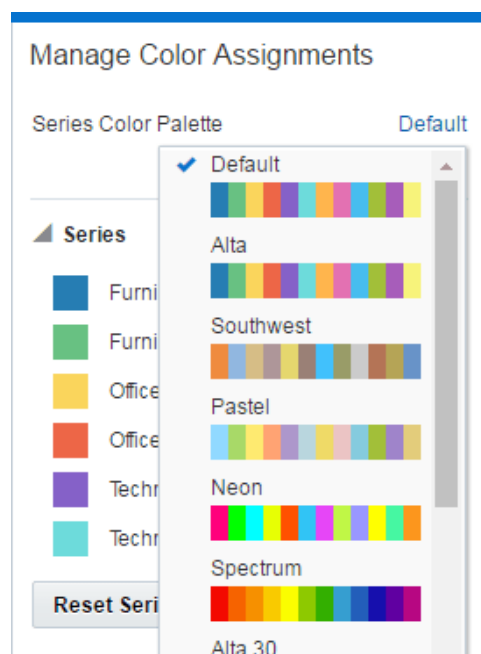 Manage Color Assignments
Series Color Palette Default
Default
Series
Alta
Furni
Southwest
Furni
Pastel
Office
Office
Neon
Techr
Techr
Spectrum
Reset Seri
Alta 30